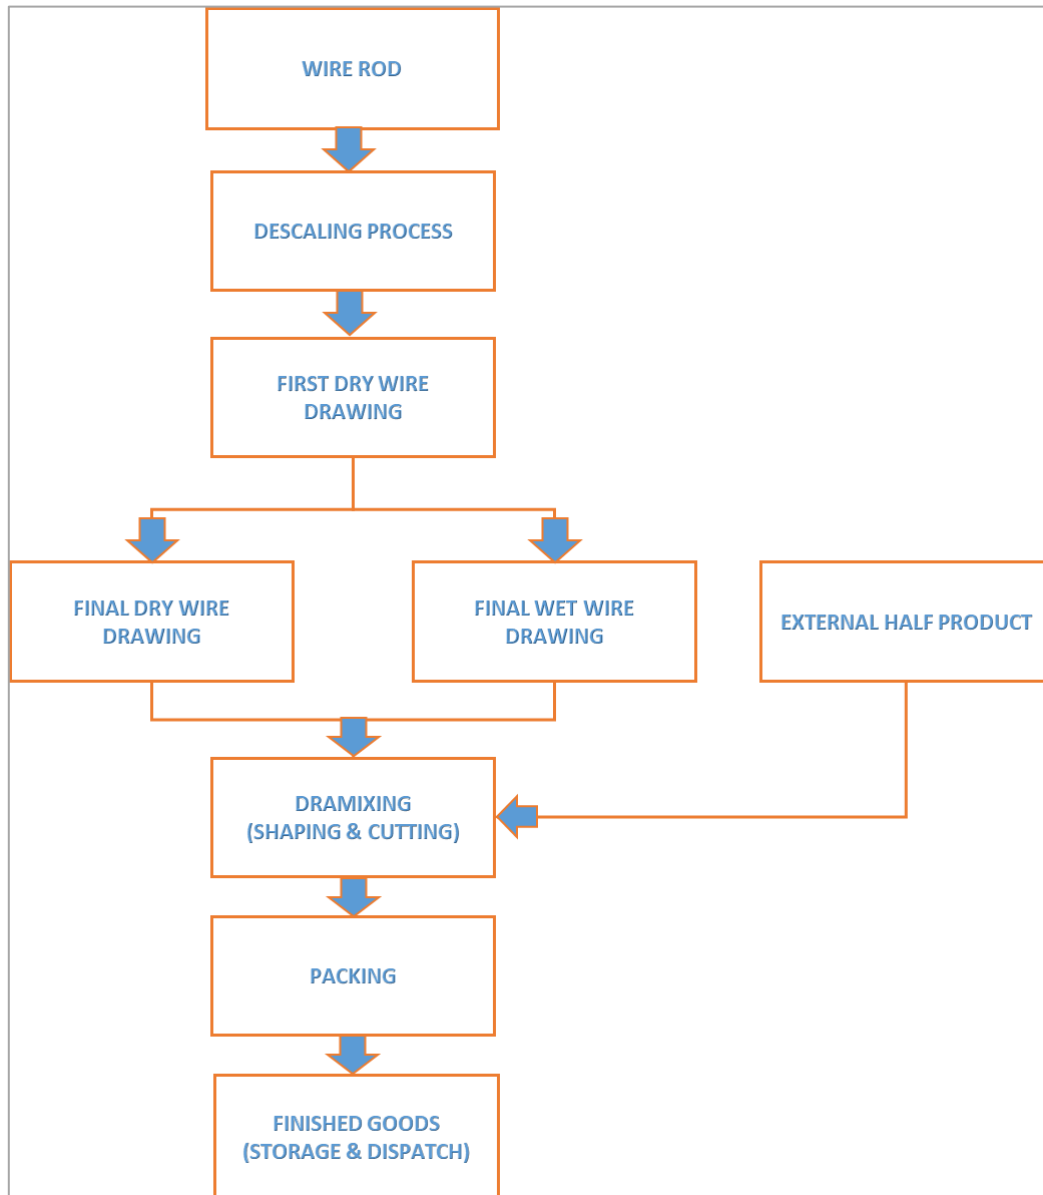 WIRE ROD
DESCALING PROCESS
FIRST DRY WIRE
DRAWING
FINAL DRY WIRE
DRAWING
FINAL WET WIRE
DRAWING
EXTERNAL HALF PRODUCT
DRAMIXING
(SHAPING & CUTTING)
PACKING
FINISHED GOODS
(STORAGE & DISPATCH)